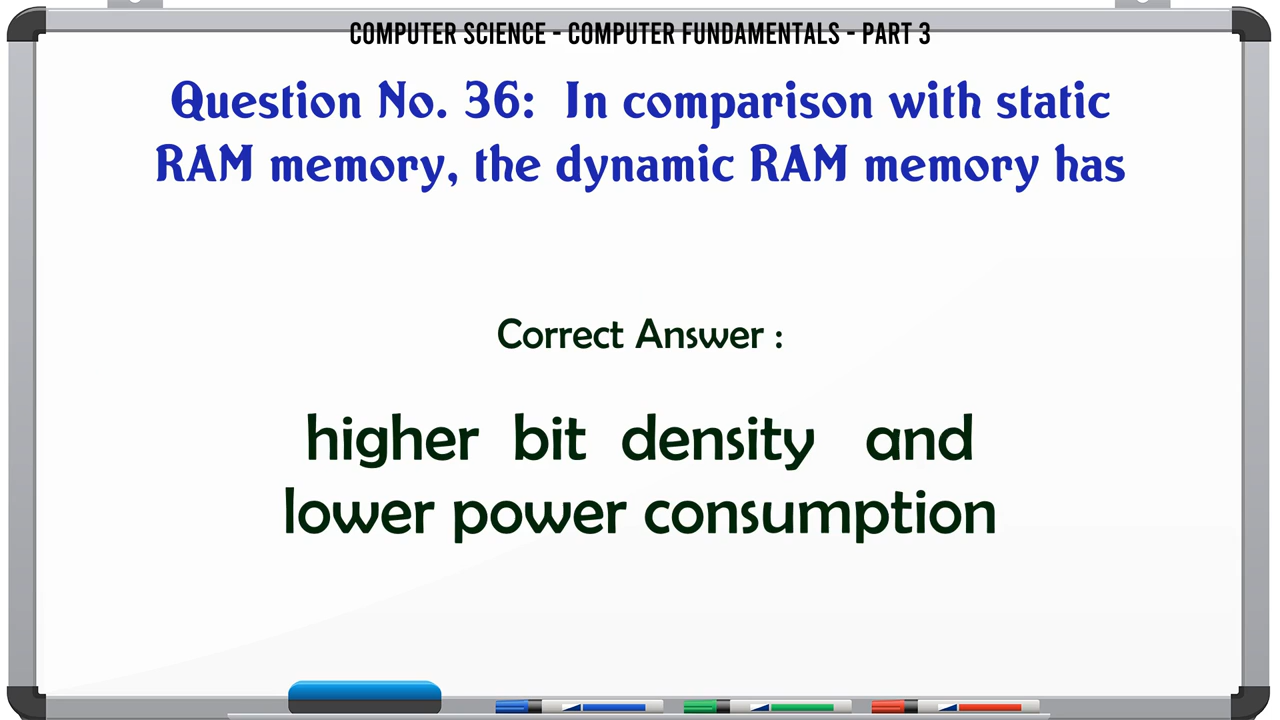 COMPUTER SCIENCE - COMPUTER FUNDAMENTALS - PART 3
Question No. 36: In comparison with static
RAM memory, the dynamic RAM memory has
Correct Answer :
higher bit density and
lower power consumption